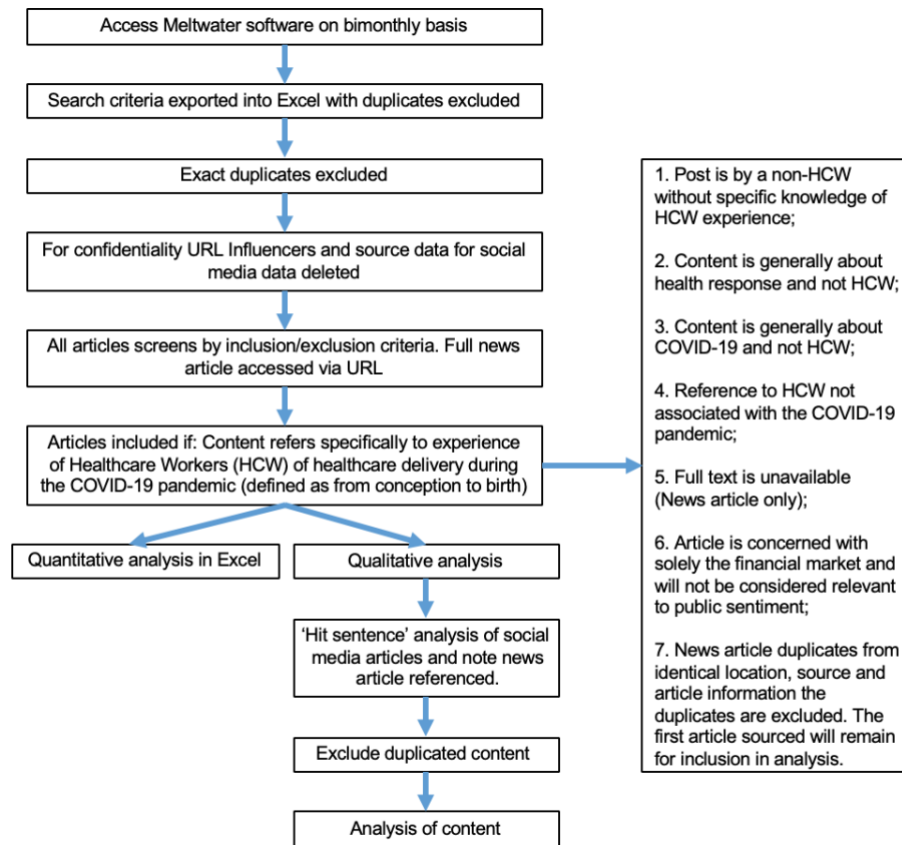 Access Meltwater software on bimonthly basis
Search criteria exported into Excel with duplicates excluded
Exact duplicates excluded
For confidentiality URL Influencers and source data for social
media data deleted
All articles screens by inclusion/exclusion criteria. Full news
article accessed via URL
Articles included if: Content refers specifically to experience
of Healthcare Workers (HCW) of healthcare delivery during
the COVID-19 pandemic (defined as from conception to birth)
Quantitative analysis in Excel
Qualitative analysis
‘Hit sentence’ analysis of social
media articles and note news
article referenced.
Exclude duplicated content
Analysis of content
1. Post is by a non-HCW
without specific knowledge of
HCW experience;
2. Content is generally about
health response and not HCW;
3. Content is generally about
COVID-19 and not HCW;
4. Reference to HCW not
associated with the COVID-19
pandemic;
5. Full text is unavailable
(News article only);
6. Article is concerned with
solely the financial market and
will not be considered relevant
to public sentiment;
7. News article duplicates from
identical location, source and
article information the
duplicates are excluded. The
first article sourced will remain
for inclusion in analysis.